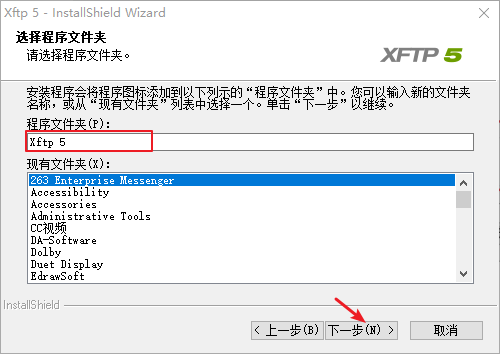 Xftp 5 - InstallShield Wizard
选择程序文件夹
请选择程序文件夹。
XFTP 5
安装程序会将程序图标添加到以下列示的“程序文件夹”中。您可以输入新的文件夹
名称，或从“现有文件夹”列表中选择一个。单击“下一步”以继续。
程序文件夹(P):
Xftp 5
现有文件夹(X):
263 Enterprise Messenger
Accessibility
Accessories
Administrative Tools
CC视频
DA-Software
Dolby
Duet Display
EdrawSoft
InstallShield
< 上一步(B) 下一步(N) > 取消